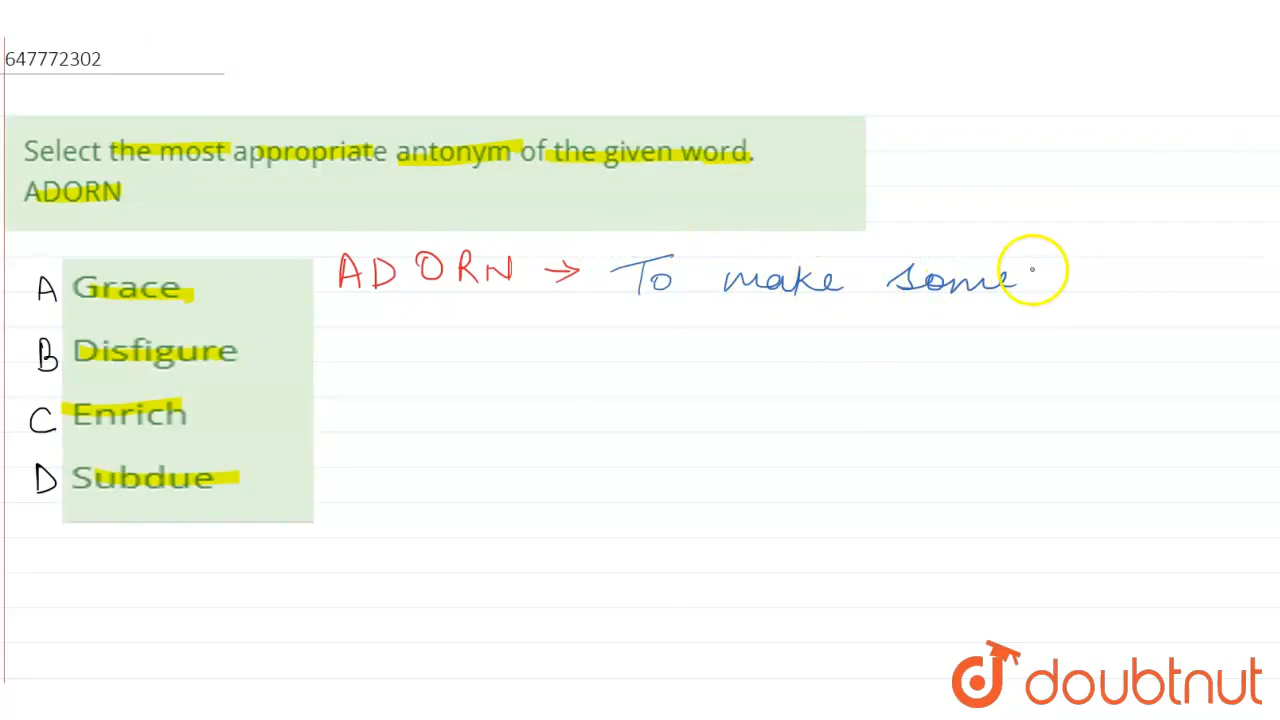 647772302
Select the most appropriate antonym of the given word.
ADORN
A Grace
ADORN → To make some
B Disfigure
C Enrich
D Subdue
doubtnut